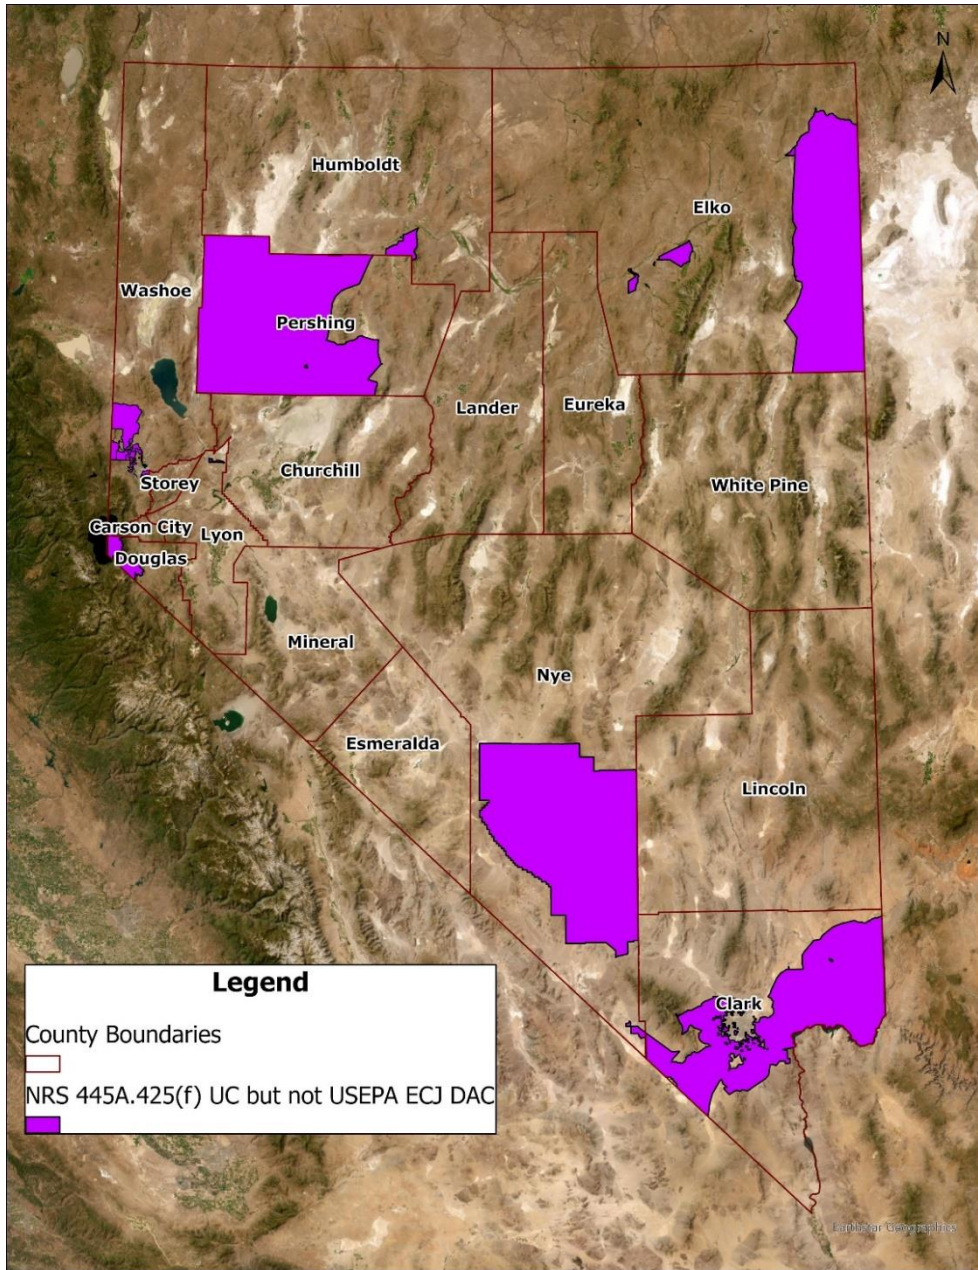 N
Humboldt
Elko
Washoe
Pershing
Lander
Eureka
Churchill
Storey
White Pine
Carson City
Lyon
Douglas
Mineral
Nye
Esmeralda
Lincoln
Clark
Legend
County Boundaries
NRS 445A.425(f) UC but not USEPA ECJ DAC
Earthstar Geographics